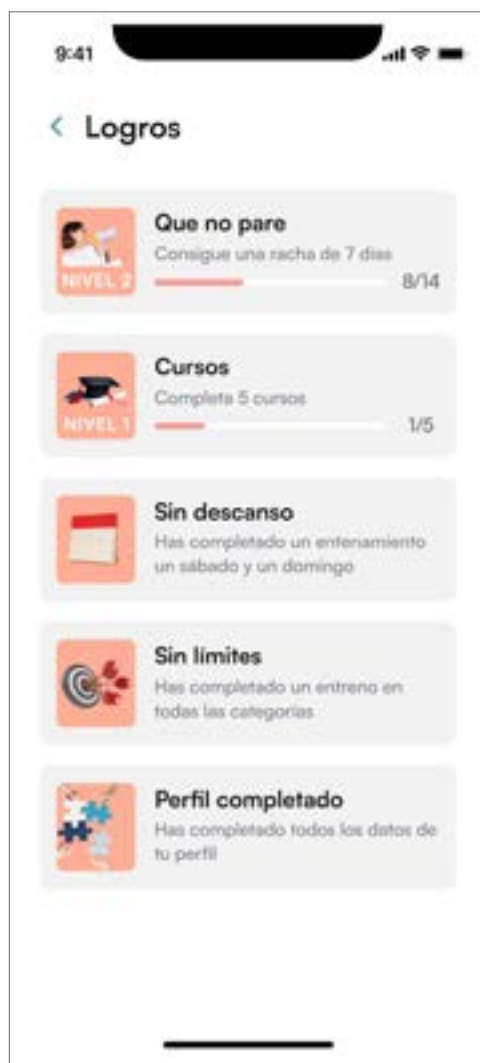 9:41
Logros
Que no pare
Consigue una racha de 7 días
NIVEL 2
8/14
Cursos
Completa 5 cursos
NIVEL 1
1/5
Sin descanso
Has completado un entenamiento
un sábado y un domingo
Sin límites
Has completado un entreno en
todas las categorías
Perfil completado
Has completado todos los datos de
tu perfil